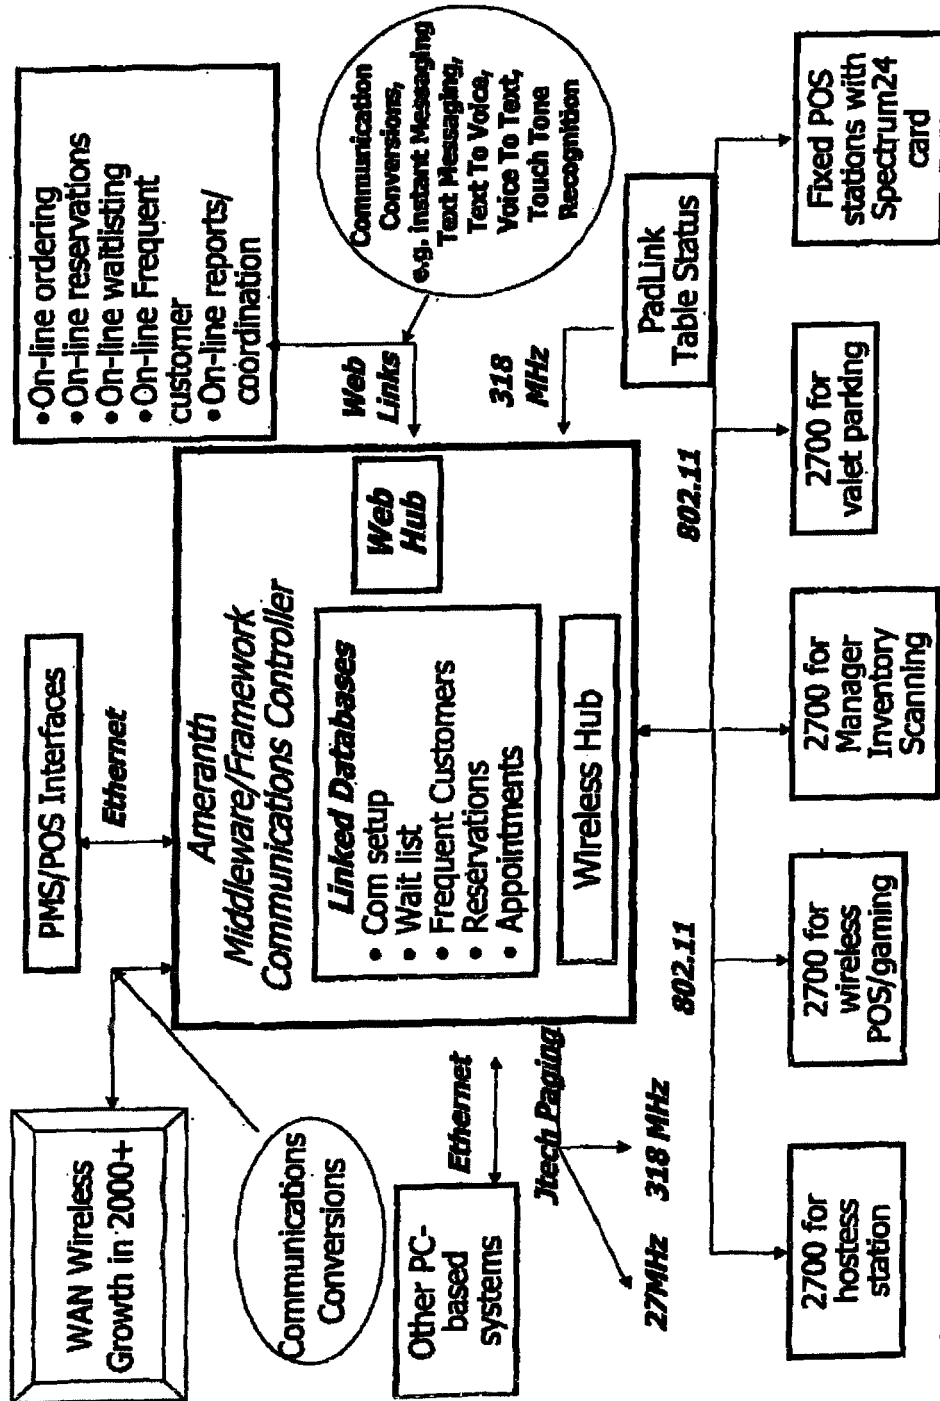 WAN Wireless
Growth in 2000+
PMS/POS Interfaces
Ethernet
• On-line ordering
• On-line reservations
• On-line waitlisting
• On-line Frequent
customer
• On-line reports/
coordination
Communications
Conversions
Ameranth
Middleware/Framework
Communications Controller
Linked Databases
• Com setup
• Wait list
• Frequent Customers
• Reservations
• Appointments
Web
Hub
Wireless Hub
Web
Links
Communication
Conversions,
e.g. Instant Messaging
Text Messaging,
Text To Voice,
Voice To Text,
Touch Tone
Recognition
Other PC-
based
systems
Ethernet
Jtech Paging
27MHz 318 MHz
318
MHz
PadLink
Table Status
802.11
802.11
2700 for
hostess
station
2700 for
wireless
POS/gaming
2700 for
Manager
Inventory
Scanning
2700 for
valet parking
Fixed POS
stations with
Spectrum24
card